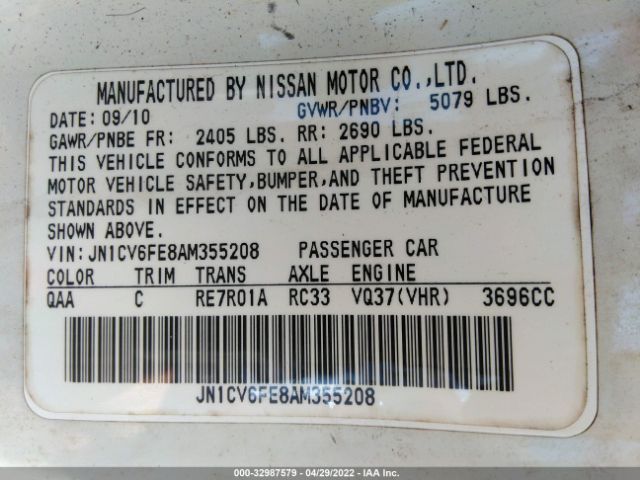 MANUFACTURED BY NISSAN MOTOR CO.,LTD.
DATE: 09/10 GVWR/PNBV: 5079 LBS.
GAWR/PNBE FR: 2405 LBS. RR: 2690 LBS.
THIS VEHICLE CONFORMS TO ALL APPLICABLE FEDERAL
MOTOR VEHICLE SAFETY,BUMPER,AND THEFT PREVENTION
STANDARDS IN EFFECT ON THE DATE OF MANUFACTURE
SHOWN ABOVE.
VIN:JN1CV6FE8AM355208 PASSENGER CAR
COLOR TRIM TRANS AXLE ENGINE
QAA C RE7R01A RC33 VQ37(VHR) 3696CC
JN1CV6FE8AM355208
000-32987579 - 04/29/2022 - IAA Inc.